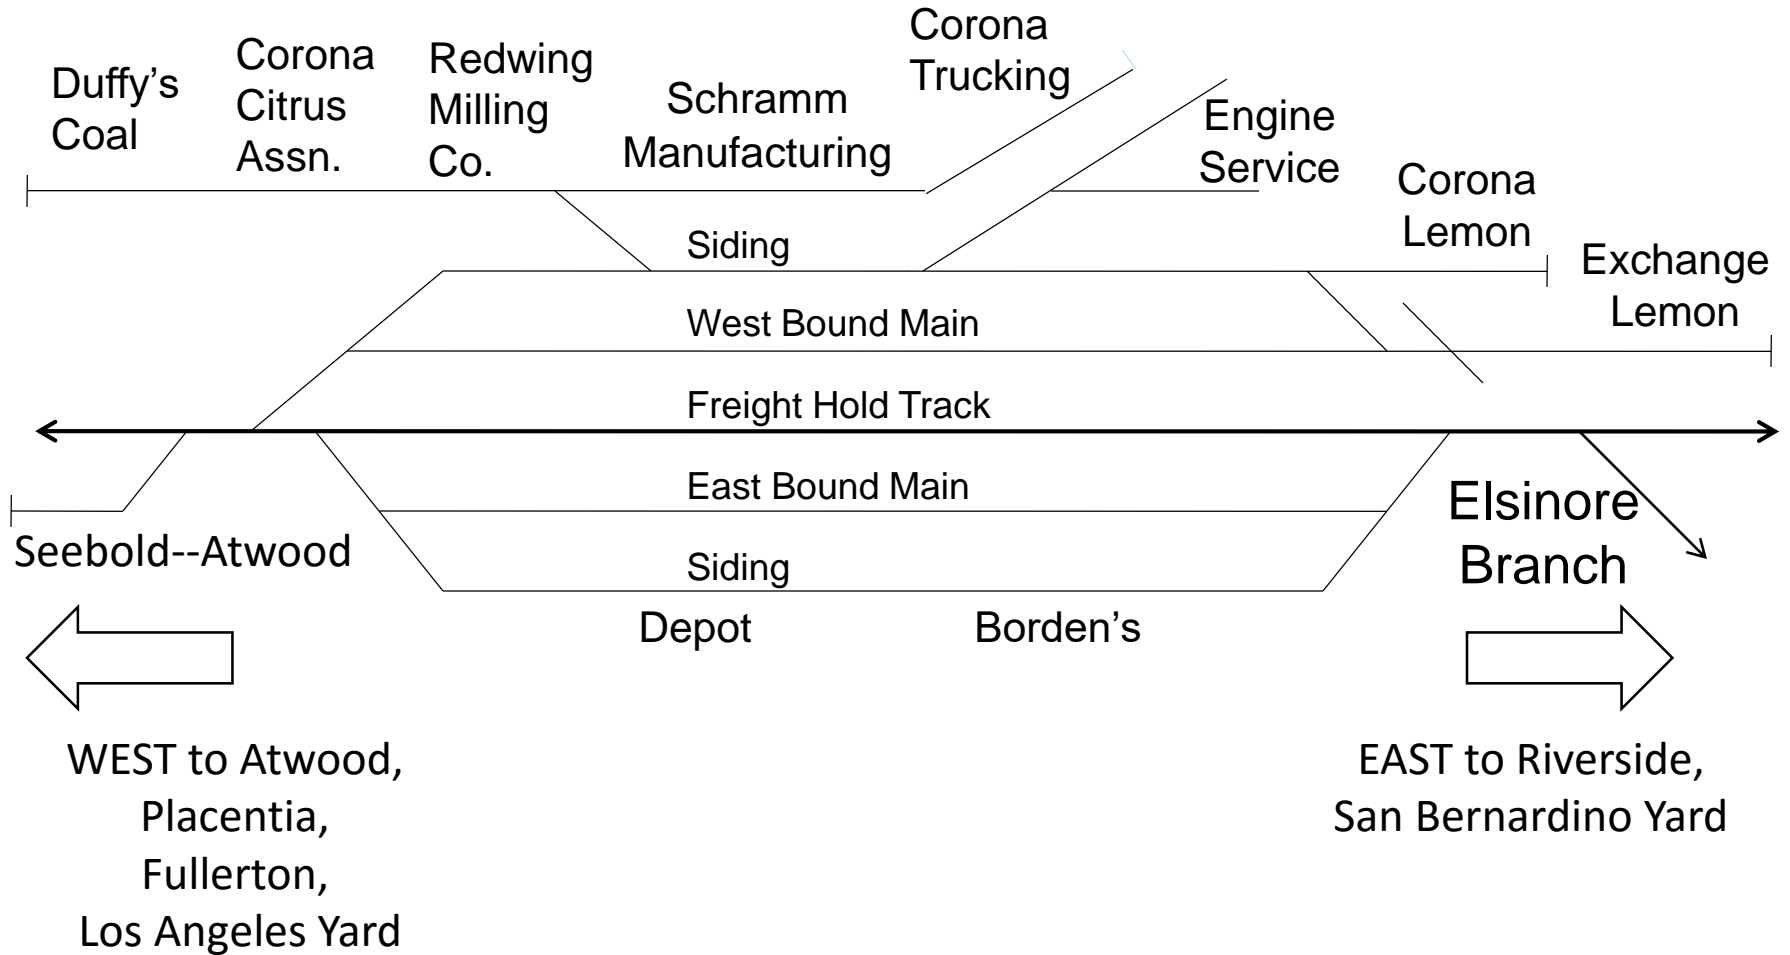 Duffy's
Coal
Corona
Citrus
Assn.
Redwing
Milling
Co.
Schramm
Manufacturing
Corona
Trucking
Engine
Service
Corona
Lemon
Exchange
Lemon
Siding
West Bound Main
Freight Hold Track
East Bound Main
Siding
Seebold--Atwood
Elsinore
Branch
Depot
Borden's
WEST to Atwood,
Placentia,
Fullerton,
Los Angeles Yard
EAST to Riverside,
San Bernardino Yard